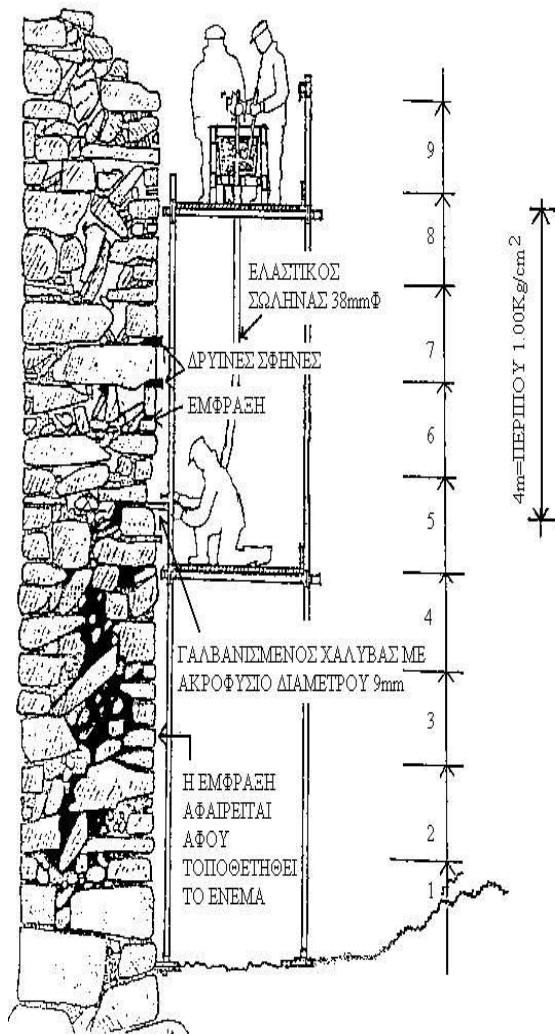 9
8
ΕΛΑΣΤΙΚΟΣ
ΣΩΛΗΝΑΣ 38mmΦ
7
ΔΡΥΙΝΕΣ ΣΦΗΝΕΣ
ΕΜΦΡΑΞΗ
6
4m=ΠΕΡΙΠΟΥ 1.00Kg/cm²
5
4
ΓΑΛΒΑΝΙΣΜΕΝΟΣ ΧΑΛΥΒΑΣ ΜΕ
ΑΚΡΟΦΥΣΙΟ ΔΙΑΜΕΤΡΟΥ 9mm
3
Η ΕΜΦΡΑΞΗ
ΑΦΑΙΡΕΙΤΑΙ
ΑΦΟΥ
ΤΟΠΟΘΕΤΗΘΕΙ
ΤΟ ΕΝΕΜΑ
2
1